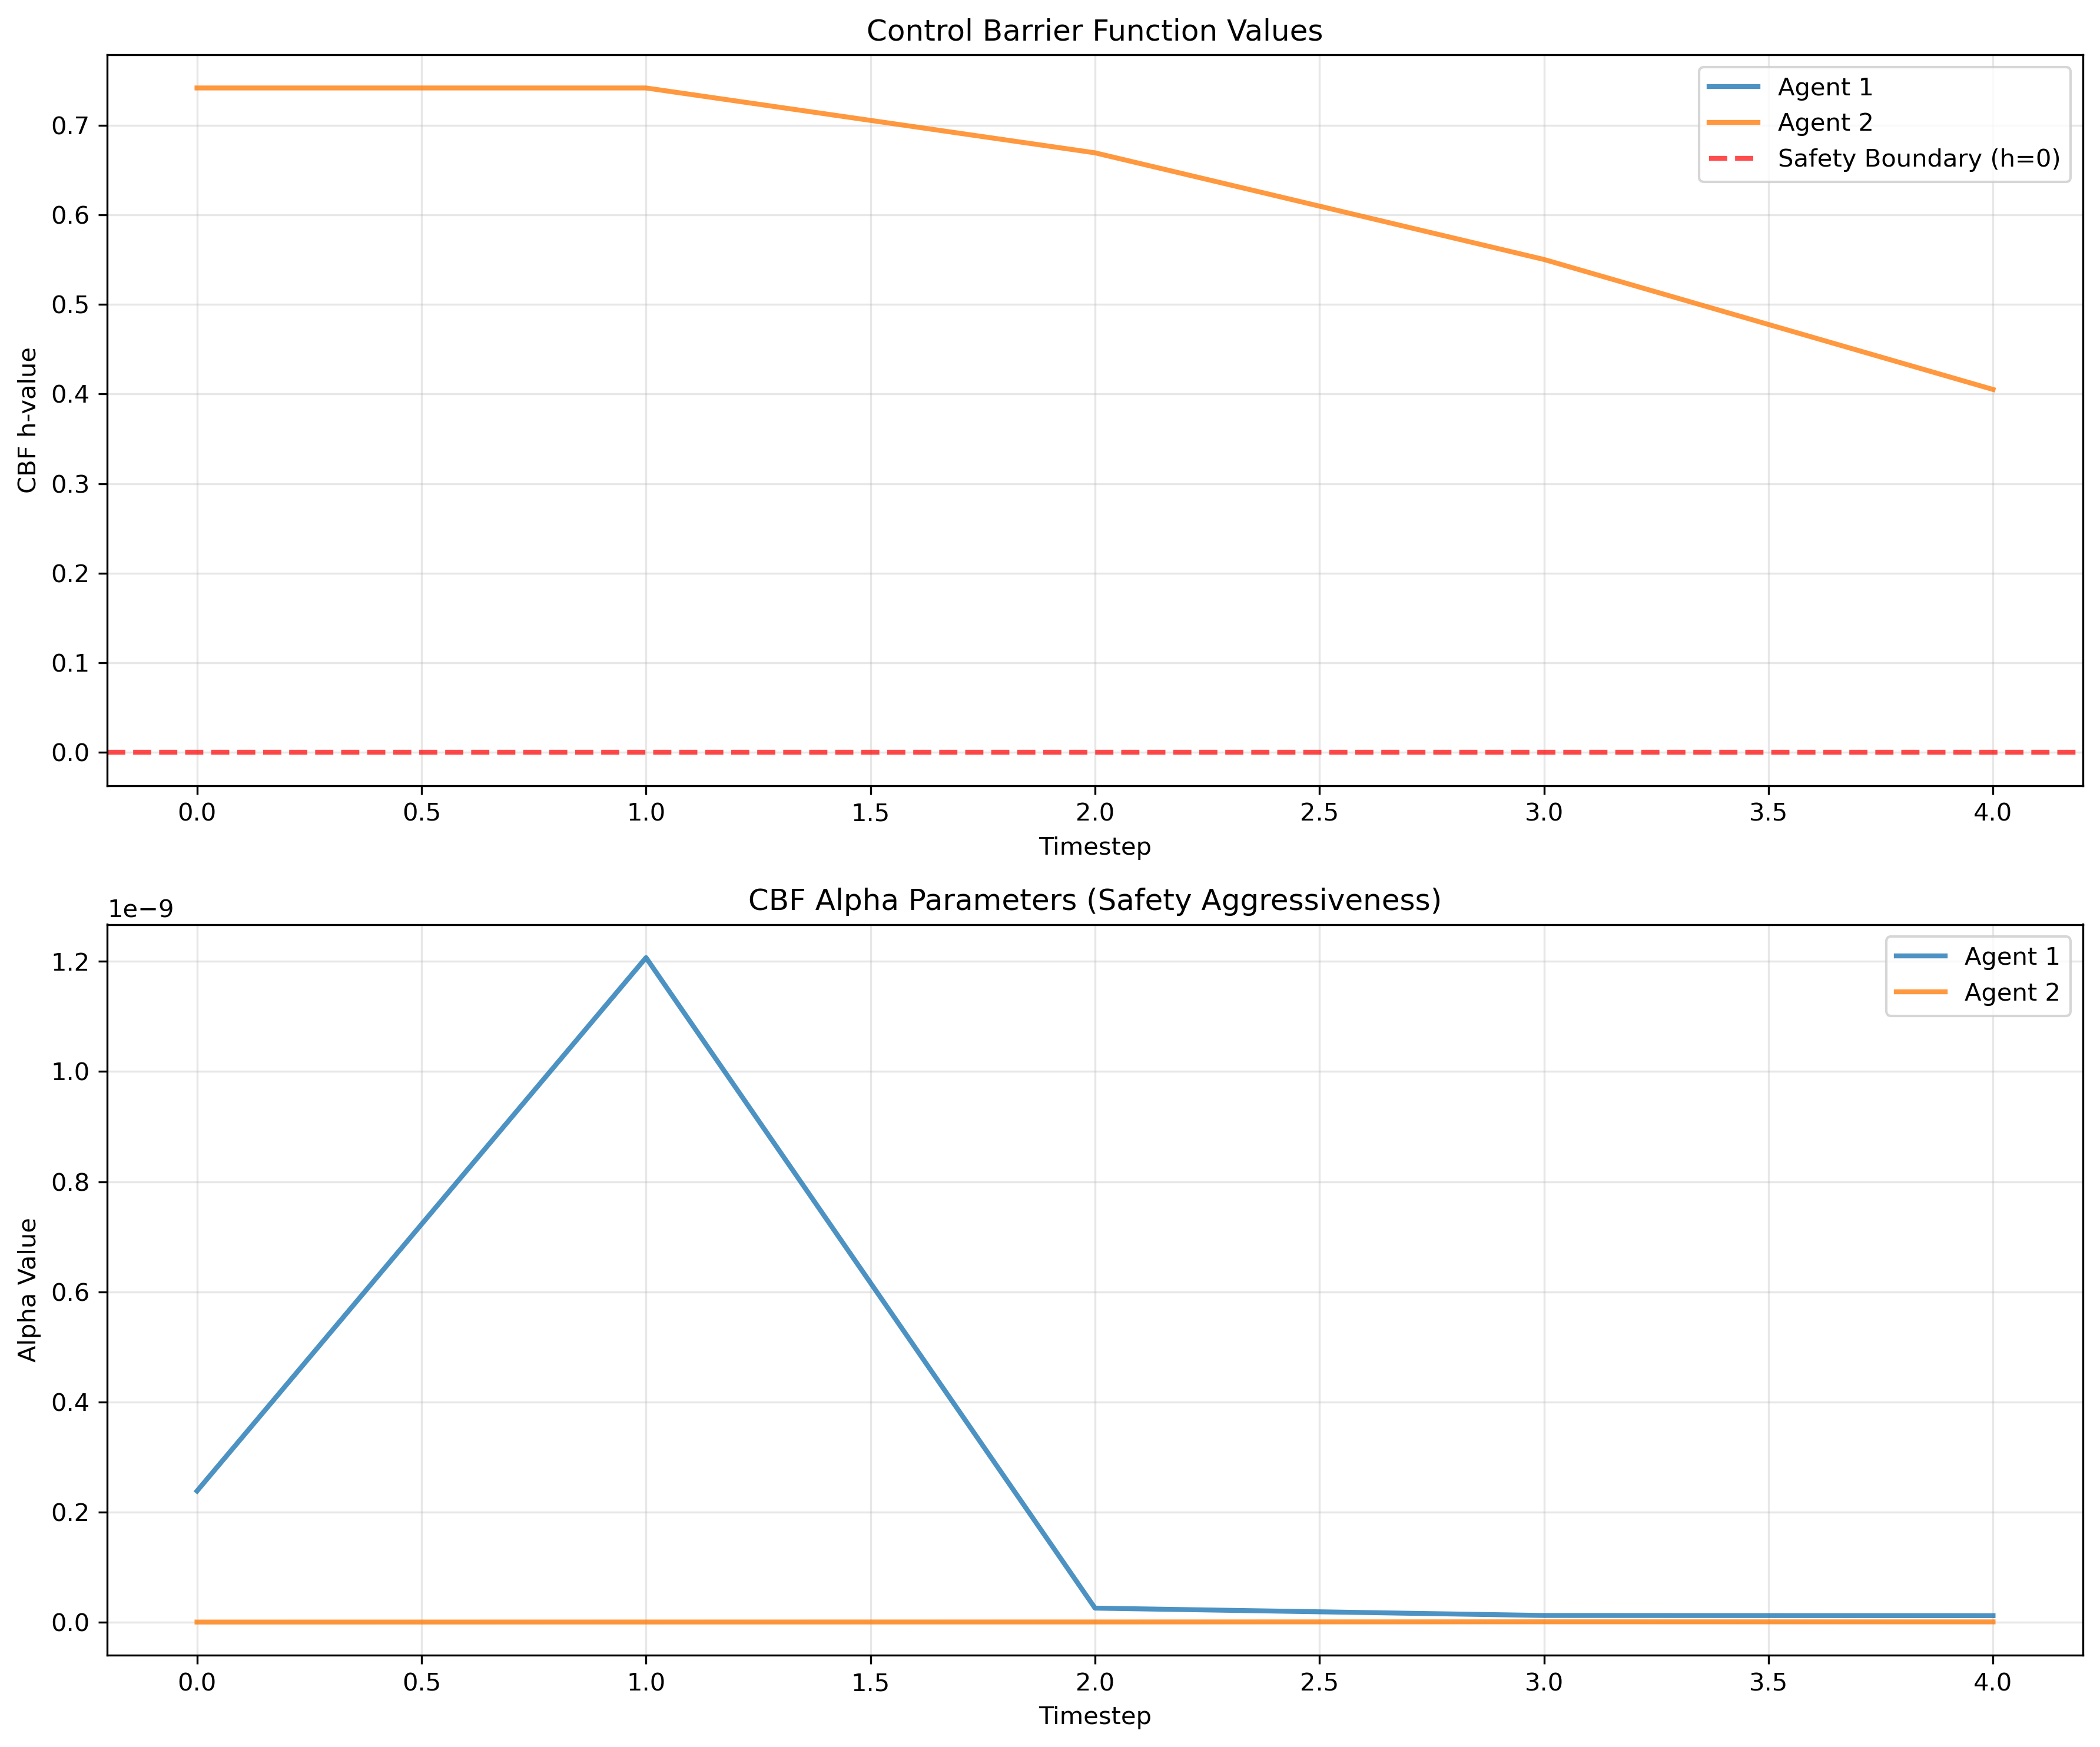 Control Barrier Function Values
Agent 1
Agent 2
Safety Boundary (h=0)
CBF h-value
0.7
0.6
0.5
0.4
0.3
0.2
0.1
0.0
0.0 0.5 1.0 1.5 2.0 2.5 3.0 3.5 4.0
Timestep
CBF Alpha Parameters (Safety Aggressiveness)
1e−9
Agent 1
Agent 2
Alpha Value
1.2
1.0
0.8
0.6
0.4
0.2
0.0
0.0 0.5 1.0 1.5 2.0 2.5 3.0 3.5 4.0
Timestep